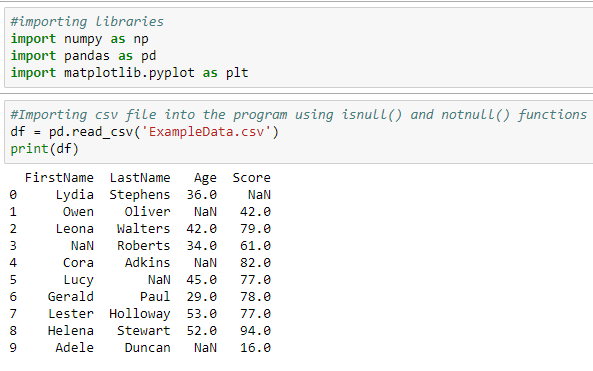 #importing libraries
import numpy as np
import pandas as pd
import matplotlib.pyplot as plt
#Importing csv file into the program using isnull() and notnull() functions
df = pd.read_csv('ExampleData.csv')
print(df)
FirstName LastName Age Score
0 Lydia Stephens 36.0 NaN
1 Owen Oliver NaN 42.0
2 Leona Walters 42.0 79.0
3 NaN Roberts 34.0 61.0
4 Cora Adkins NaN 82.0
5 Lucy NaN 45.0 77.0
6 Gerald Paul 29.0 78.0
7 Lester Holloway 53.0 77.0
8 Helena Stewart 52.0 94.0
9 Adele Duncan NaN 16.0